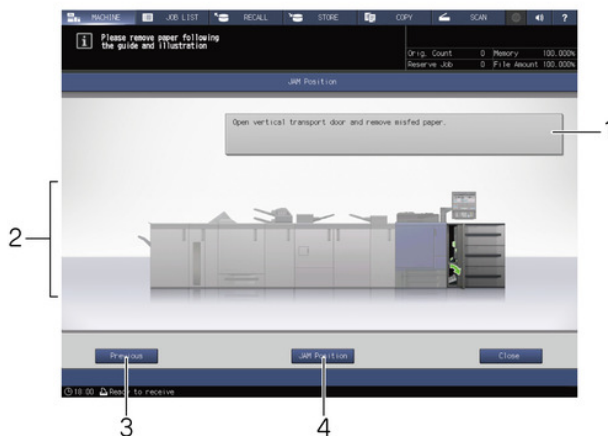 MACHINE JOB LIST RECALL STORE COPY SCAN ?
i Please remove paper following
the guide and illustration
Orig. Count 0 Memory 100.000%
Reserve Job 0 File Amount 100.000%
JAM Position
Open vertical transport door and remove misfed paper.
1
2
Previous JAM Position Close
18:00 Ready to receive
3 4